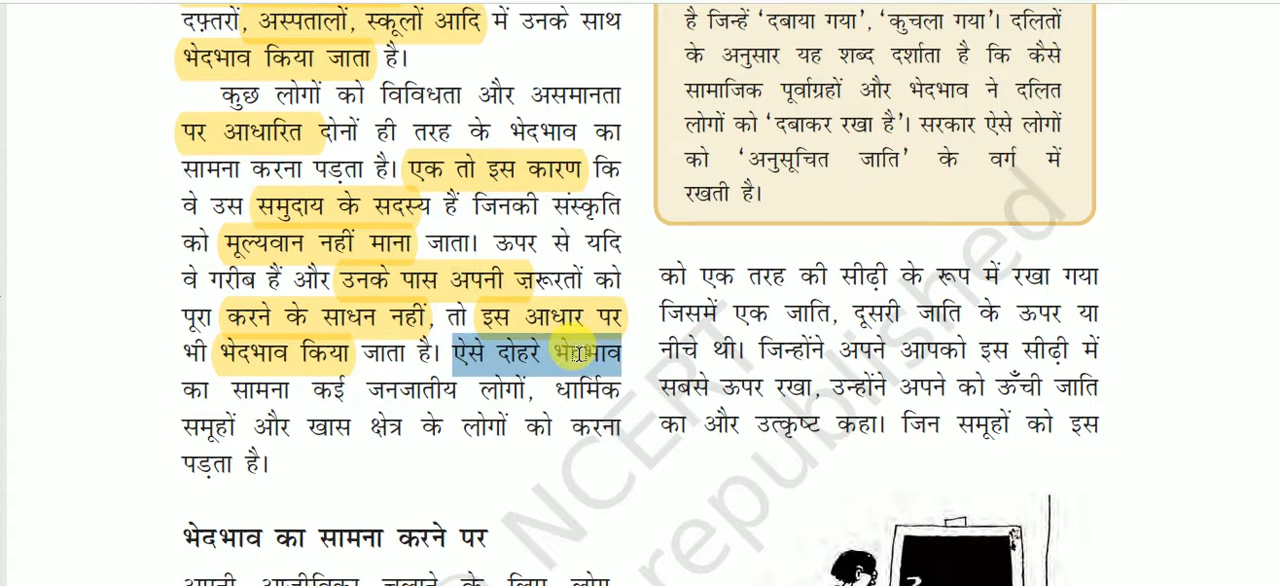 दफ़्तरों, अस्पतालों, स्कूलों आदि में उनके साथ
भेदभाव किया जाता है।
कुछ लोगों को विविधता और असमानता
पर आधारित दोनों ही तरह के भेदभाव का
सामना करना पड़ता है। एक तो इस कारण कि
वे उस समुदाय के सदस्य हैं जिनकी संस्कृति
को मूल्यवान नहीं माना जाता। ऊपर से यदि
वे गरीब हैं और उनके पास अपनी ज़रूरतों को
पूरा करने के साधन नहीं, तो इस आधार पर
भी भेदभाव किया जाता है। ऐसे दोहरे भेदभाव
का सामना कई जनजातीय लोगों, धार्मिक
समूहों और खास क्षेत्र के लोगों को करना
पड़ता है।
भेदभाव का सामना करने पर
अपनी आजीविका चलाने के लिए लोग
है जिन्हें ‘दबाया गया’, ‘कुचला गया’। दलितों
के अनुसार यह शब्द दर्शाता है कि कैसे
सामाजिक पूर्वाग्रहों और भेदभाव ने दलित
लोगों को ‘दबाकर रखा है’। सरकार ऐसे लोगों
को ‘अनुसूचित जाति’ के वर्ग में
रखती है।
को एक तरह की सीढ़ी के रूप में रखा गया
जिसमें एक जाति, दूसरी जाति के ऊपर या
नीचे थी। जिन्होंने अपने आपको इस सीढ़ी में
सबसे ऊपर रखा, उन्होंने अपने को ऊँची जाति
का और उत्कृष्ट कहा। जिन समूहों को इस
NCERT
republished